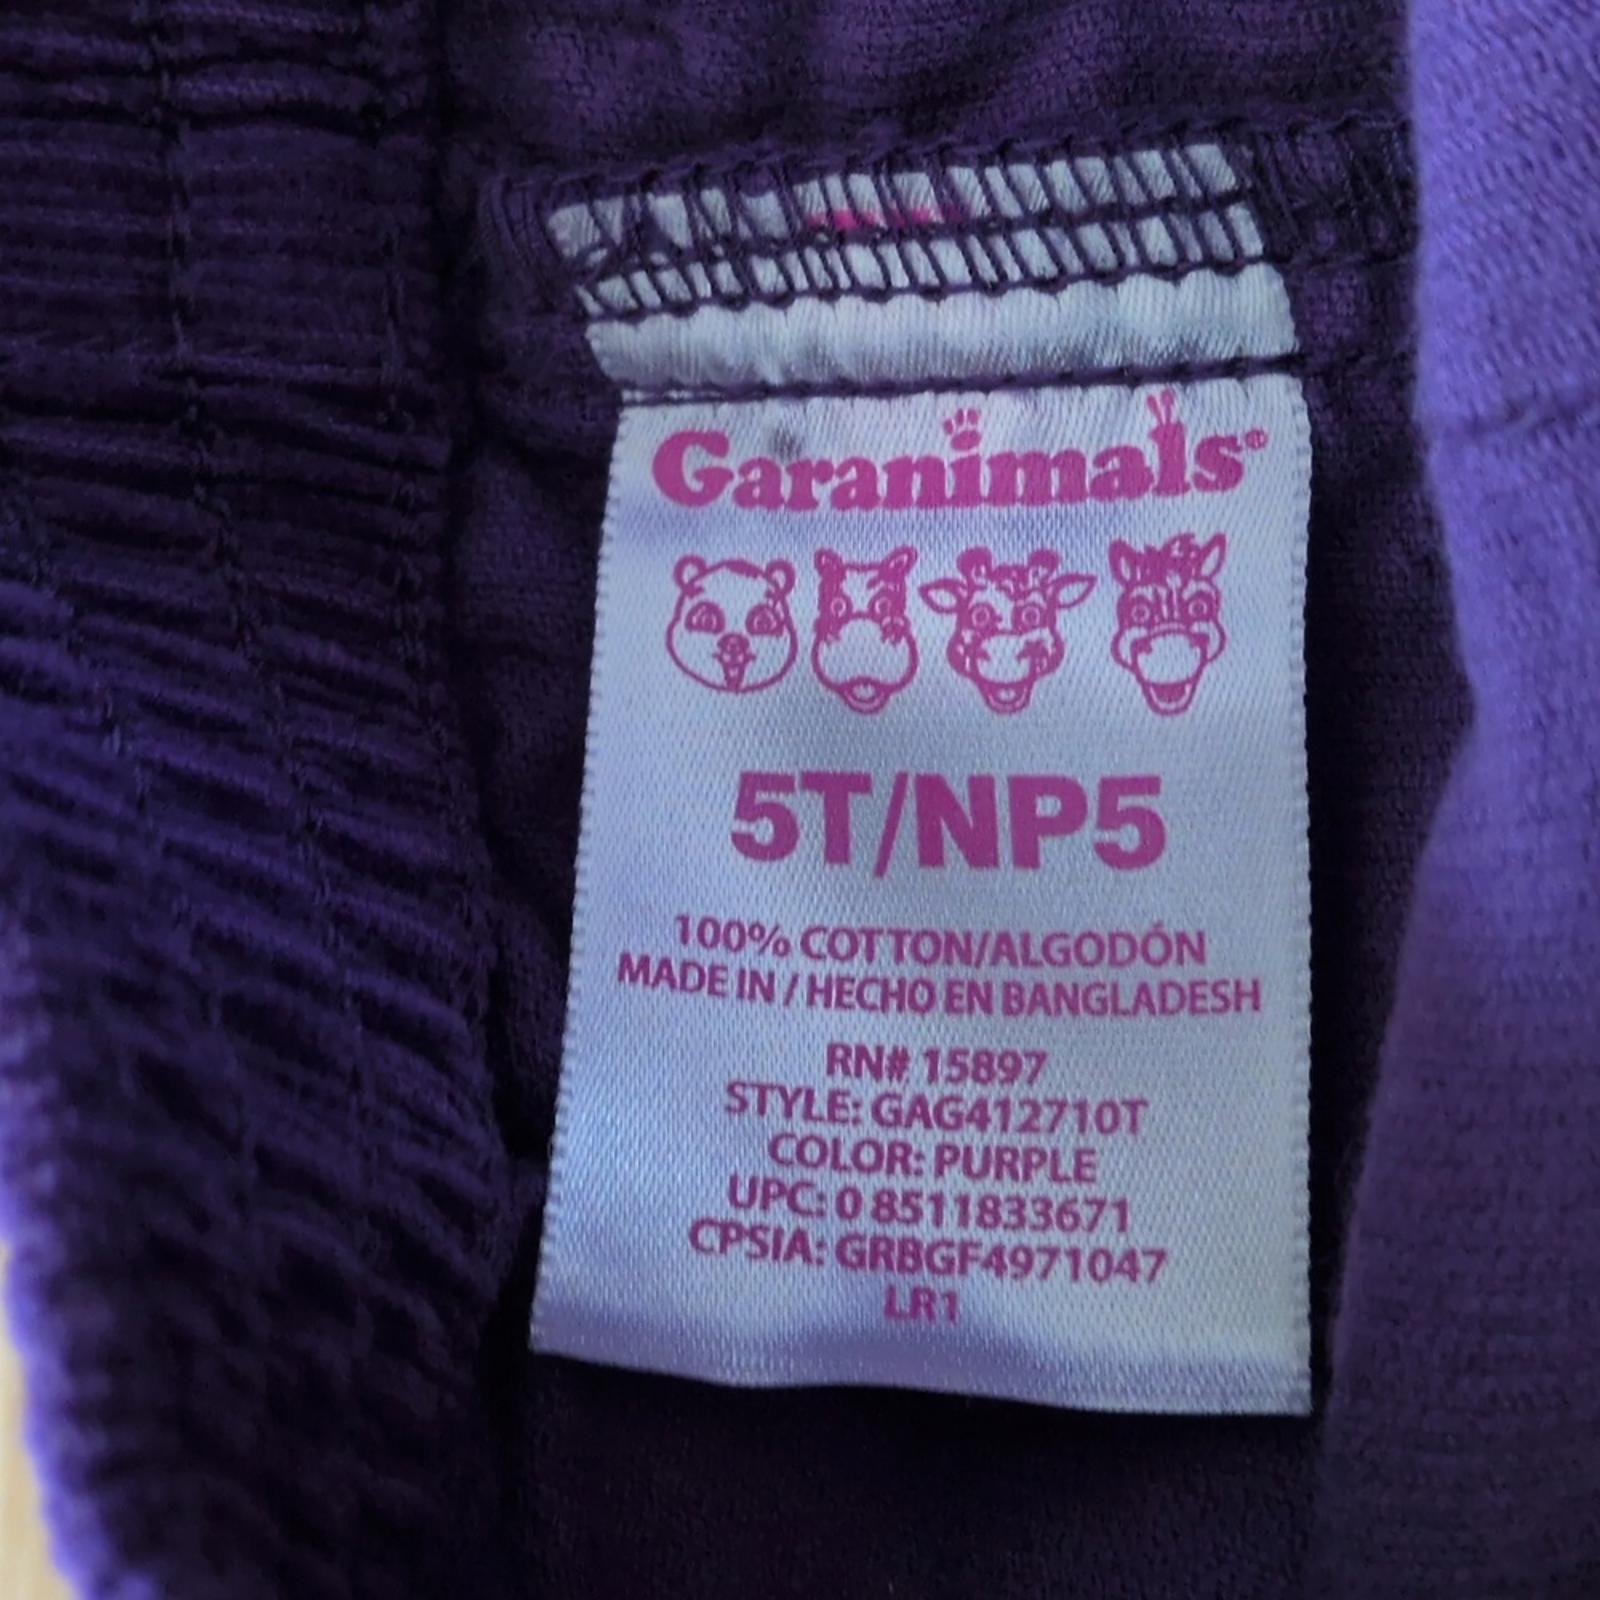 Garanimals®
5T/NP5
100% COTTON/ALGODÓN
MADE IN / HECHO EN BANGLADESH
RN# 15897
STYLE: GAG412710T
COLOR: PURPLE
UPC: 0 8511833671
CPSIA: GRBGF4971047
LR1